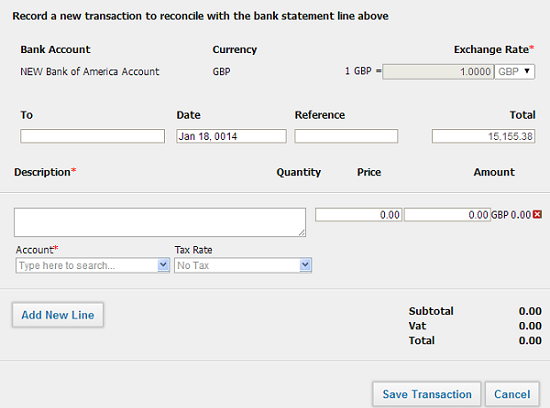 Record a new transaction to reconcile with the bank statement line above
Bank Account Currency Exchange Rate*
NEW Bank of America Account GBP 1 GBP = 1.0000 GBP
To Date Reference Total
Jan 18, 0014 15,155.38
Description* Quantity Price Amount
0.00 0.00 GBP 0.00
Account* Tax Rate
Type here to search... No Tax
Add New Line
Subtotal 0.00
Vat 0.00
Total 0.00
Save Transaction Cancel